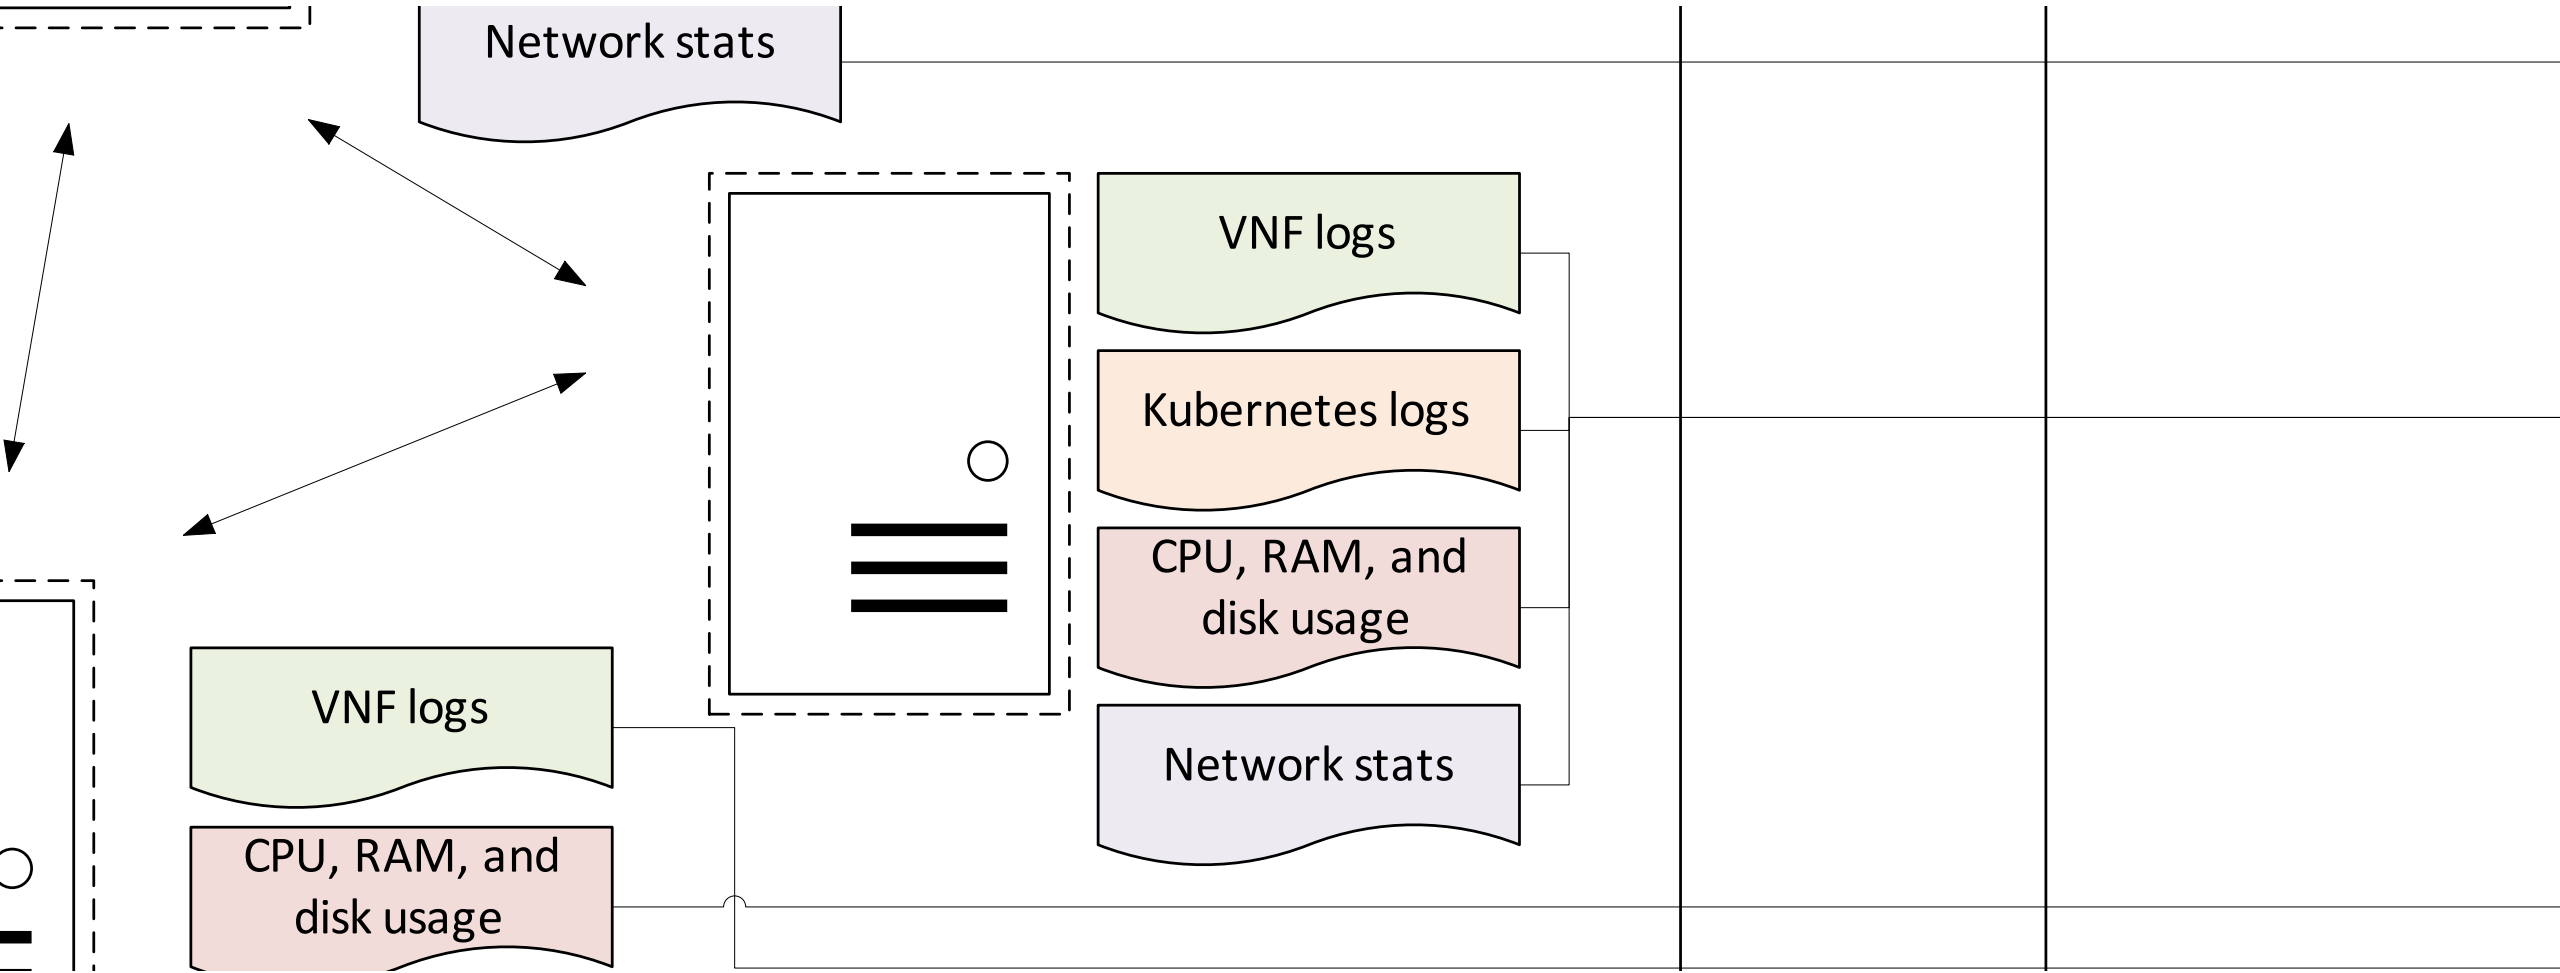 Network stats
VNF logs
Kubernetes logs
CPU, RAM, and
disk usage
Network stats
VNF logs
CPU, RAM, and
disk usage